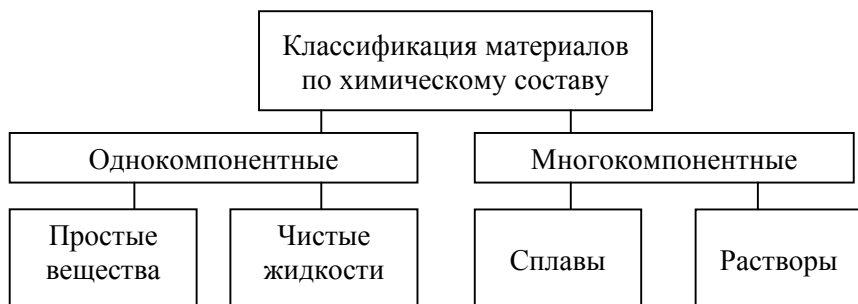 Классификация материалов
по химическому составу
Однокомпонентные
Многокомпонентные
Простые
вещества
Чистые
жидкости
Сплавы
Растворы